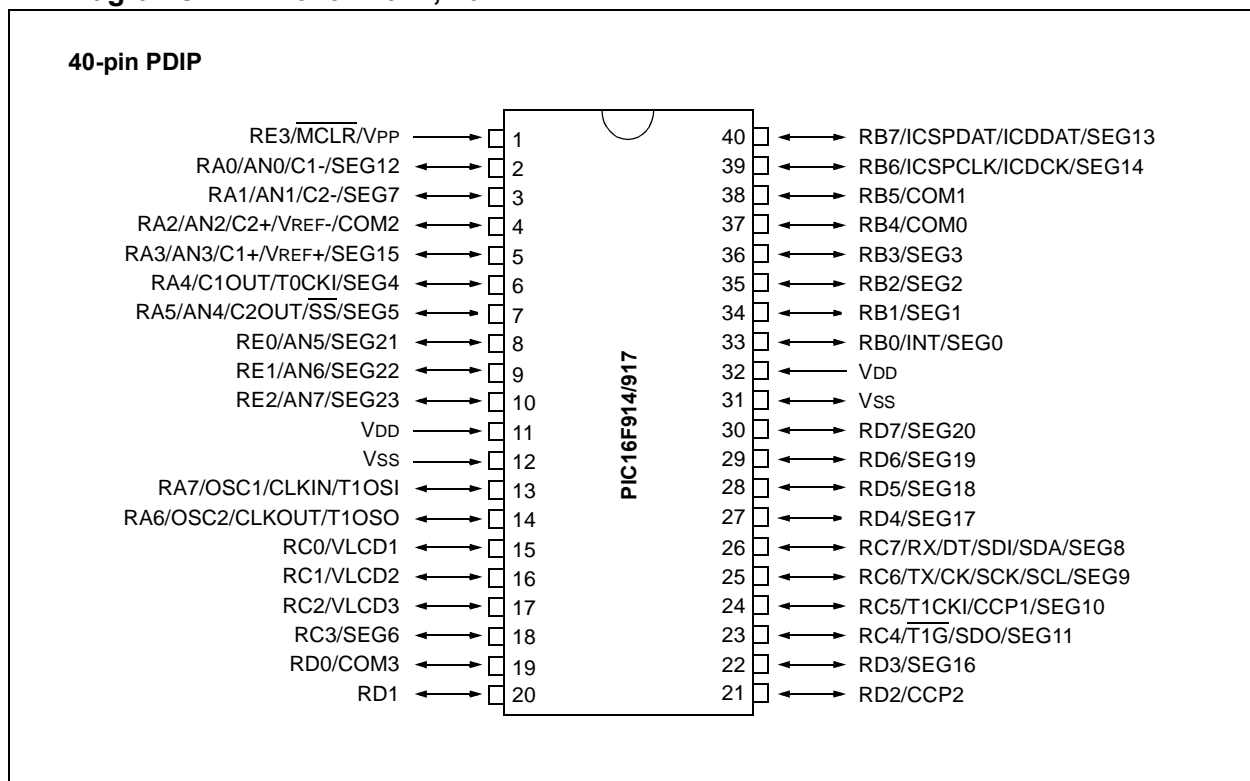 40-pin PDIP
RE3/MCLR/VPP 1
RA0/AN0/C1-/SEG12 2
RA1/AN1/C2-/SEG7 3
RA2/AN2/C2+/VREF-/COM2 4
RA3/AN3/C1+/VREF+/SEG15 5
RA4/C1OUT/T0CKI/SEG4 6
RA5/AN4/C2OUT/SS/SEG5 7
RE0/AN5/SEG21 8
RE1/AN6/SEG22 9
RE2/AN7/SEG23 10
VDD 11
VSS 12
RA7/OSC1/CLKIN/T1OSI 13
RA6/OSC2/CLKOUT/T1OSO 14
RC0/VLCD1 15
RC1/VLCD2 16
RC2/VLCD3 17
RC3/SEG6 18
RD0/COM3 19
RD1 20
PIC16F914/917
40 RB7/ICSPDAT/ICDDAT/SEG13
39 RB6/ICSPCLK/ICDCK/SEG14
38 RB5/COM1
37 RB4/COM0
36 RB3/SEG3
35 RB2/SEG2
34 RB1/SEG1
33 RB0/INT/SEG0
32 VDD
31 VSS
30 RD7/SEG20
29 RD6/SEG19
28 RD5/SEG18
27 RD4/SEG17
26 RC7/RX/DT/SDI/SDA/SEG8
25 RC6/TX/CK/SCK/SCL/SEG9
24 RC5/T1CKI/CCP1/SEG10
23 RC4/T1G/SDO/SEG11
22 RD3/SEG16
21 RD2/CCP2